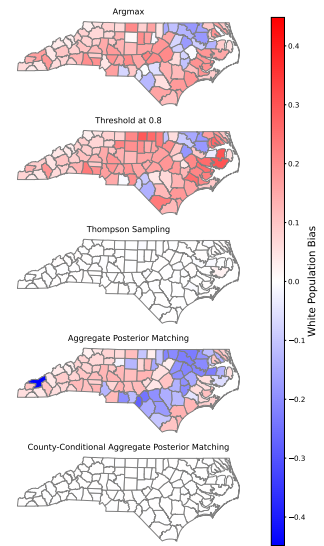 Argmax
Threshold at 0.8
Thompson Sampling
Aggregate Posterior Matching
County-Conditional Aggregate Posterior Matching
0.4
0.3
0.2
0.1
0.0
−0.1
−0.2
−0.3
−0.4
White Population Bias